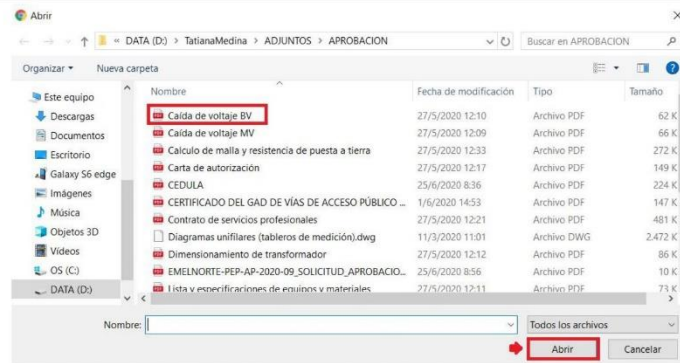 Abrir
« DATA (D:) > TatianaMedina > ADJUNTOS > APROBACION
Buscar en APROBACION
Organizar
Nueva carpeta
Nombre
Fecha de modificación
Tipo
Tamaño
Este equipo
Descargas
Documentos
Escritorio
Galaxy S6 edge
Imágenes
Música
Objetos 3D
Vídeos
OS (C:)
DATA (D:)
Caída de voltaje BV 27/5/2020 12:10 Archivo PDF 62 K
Caída de voltaje MV 27/5/2020 12:09 Archivo PDF 66 K
Calculo de malla y resistencia de puesta a tierra 27/5/2020 12:33 Archivo PDF 272 K
Carta de autorización 27/5/2020 12:17 Archivo PDF 149 K
CEDULA 25/6/2020 8:36 Archivo PDF 224 K
CERTIFICADO DEL GAD DE VÍAS DE ACCESO PÚBLICO ... 1/6/2020 14:53 Archivo PDF 147 K
Contrato de servicios profesionales 27/5/2020 12:21 Archivo PDF 481 K
Diagramas unifilares (tableros de medición).dwg 11/3/2020 11:01 Archivo DWG 2.472 K
Dimensionamiento de transformador 27/5/2020 12:12 Archivo PDF 86 K
EMELNORTE-PEP-AP-2020-09_SOLICITUD_APROBACIO... 25/6/2020 8:56 Archivo PDF 10 K
Lista y especificaciones de equipos y materiales 27/5/2020 12:11 Archivo PDF 73 K
Nombre:
Todos los archivos
Abrir
Cancelar